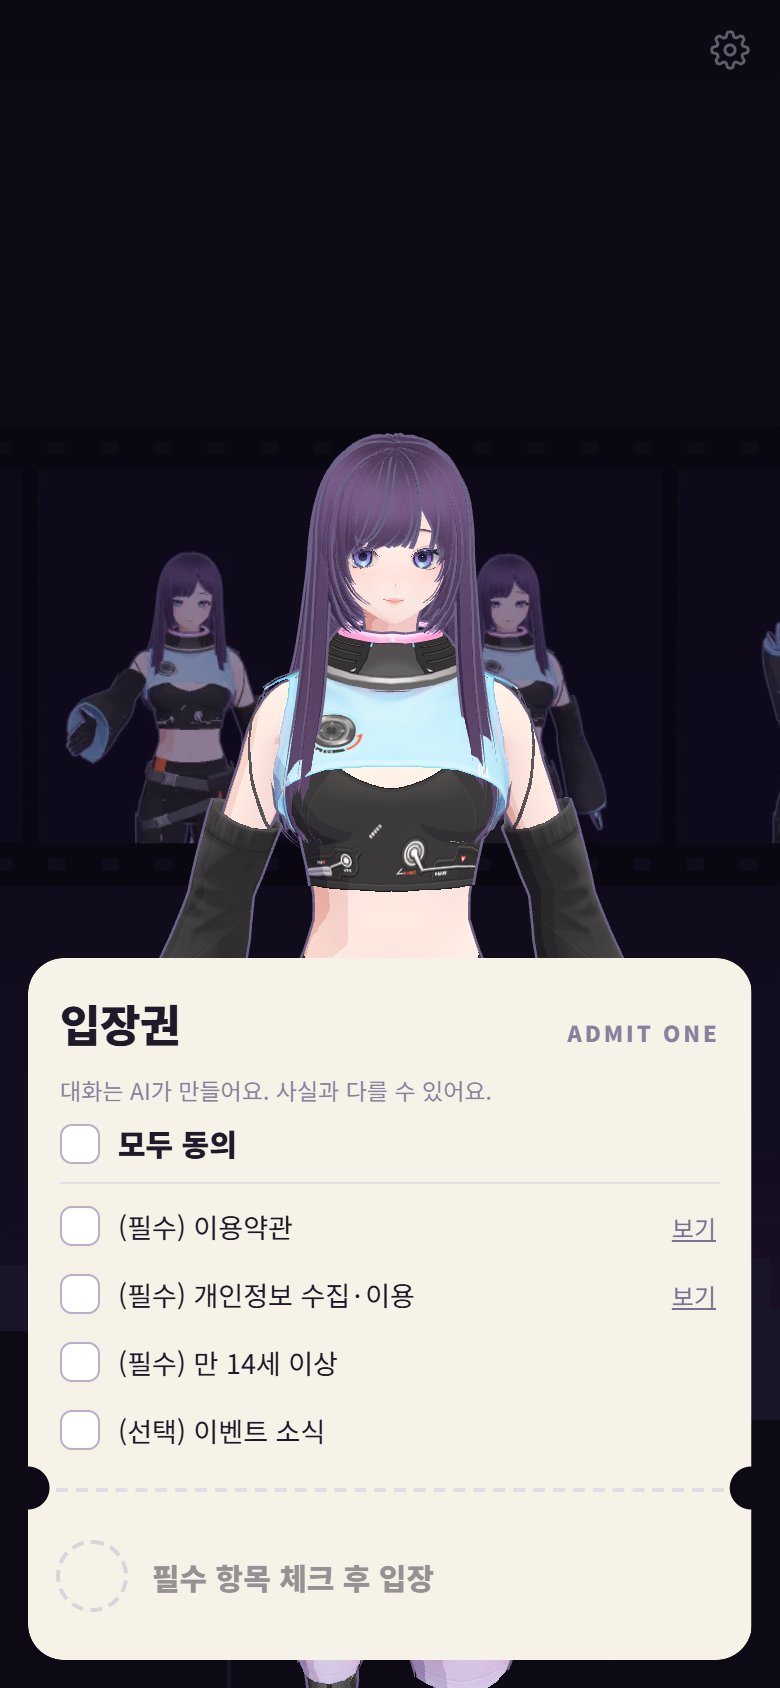 입장권
ADMIT ONE
대화는 AI가 만들어요. 사실과 다를 수 있어요.
모두 동의
(필수) 이용약관 보기
(필수) 개인정보 수집·이용 보기
(필수) 만 14세 이상
(선택) 이벤트 소식
필수 항목 체크 후 입장